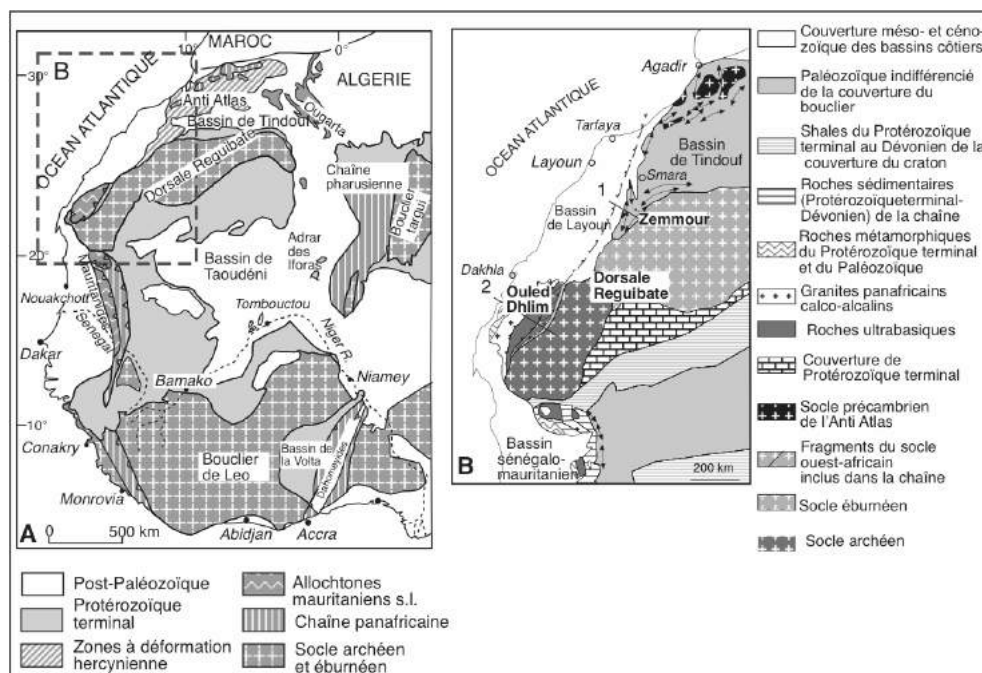 A
B
OCEAN ATLANTIQUE
10°
MAROC
0°
30°
ALGERIE
Anti Atlas
Ougarta
Bassin de Tindouf
Dorsale Reguibate
Chaîne
pharusienne
Bouclier
targui
20°
Adrar
des
Iforas
Bassin de
Taoudéni
Mauritanides
Nouakchott
Sénégal
Tombouctou
Niger R.
Dakar
Bamako
Niamey
10°
Conakry
Bassin de
la Volta
Dahomeyides
Bouclier
de Leo
Monrovia
A
0
500 km
Abidjan
Accra
Post-Paléozoïque
Protérozoïque
terminal
Zones à déformation
hercynienne
Allochtones
mauritaniens s.l.
Chaîne panafricaine
Socle archéen
et éburnéen
OCEAN ATLANTIQUE
Agadir
Tarfaya
Bassin
de Tindouf
Layoun
Smara
1
Bassin
de Layoun
Zemmour
Dakhla
2
Ouled
Dhlim
Dorsale
Reguibate
Bassin
sénégalo-
mauritanien
B
200 km
Couverture méso- et céno-
zoïque des bassins côtiers
Paléozoïque indifférencié
de la couverture du
bouclier
Shales du Protérozoïque
terminal au Dévonien de la
couverture du craton
Roches sédimentaires
(Protérozoïqueterminal-
Dévonien) de la chaîne
Roches métamorphiques
du Protérozoïque terminal
et du Paléozoïque
Granites panafricains
calco-alcalins
Roches ultrabasiques
Couverture de
Protérozoïque terminal
Socle précambrien
de l'Anti Atlas
Fragments du socle
ouest-africain
inclus dans la chaîne
Socle éburnéen
Socle archéen